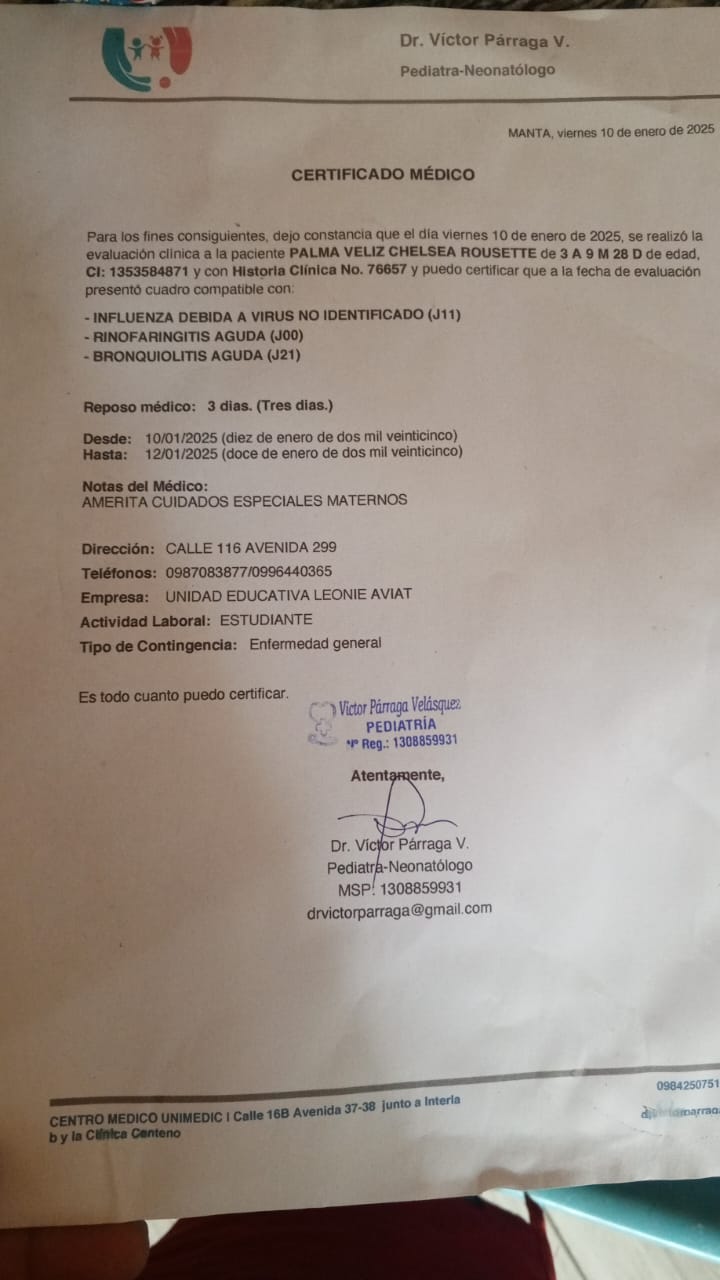 Dr. Víctor Párraga V.
Pediatra-Neonatólogo
MANTA, viernes 10 de enero de 2025
CERTIFICADO MÉDICO
Para los fines consiguientes, dejo constancia que el día viernes 10 de enero de 2025, se realizó la
evaluación clinica a la paciente PALMA VELIZ CHELSEA ROUSETTE de 3 A 9 M 28 D de edad,
CI: 1353584871 y con Historia Clínica No. 76657 y puedo certificar que a la fecha de evaluación
presentó cuadro compatible con:
- INFLUENZA DEBIDA A VIRUS NO IDENTIFICADO (J11)
- RINOFARINGITIS AGUDA (J00)
- BRONQUIOLITIS AGUDA (J21)
Reposo médico: 3 dias. (Tres dias.)
Desde: 10/01/2025 (diez de enero de dos mil veinticinco)
Hasta: 12/01/2025 (doce de enero de dos mil veinticinco)
Notas del Médico:
AMERITA CUIDADOS ESPECIALES MATERNOS
Dirección: CALLE 116 AVENIDA 299
Teléfonos: 0987083877/0996440365
Empresa: UNIDAD EDUCATIVA LEONIE AVIAT
Actividad Laboral: ESTUDIANTE
Tipo de Contingencia: Enfermedad general
Es todo cuanto puedo certificar.
Victor Párraga Velásquez
PEDIATRÍA
Nº Reg.: 1308859931
Atentamente,
Dr. Víctor Párraga V.
Pediatra-Neonatólogo
MSP: 1308859931
drvictorparraga@gmail.com
0984250751
CENTRO MEDICO UNIMEDIC | Calle 16B Avenida 37-38 junto a Interla
b y la Clínica Centeno